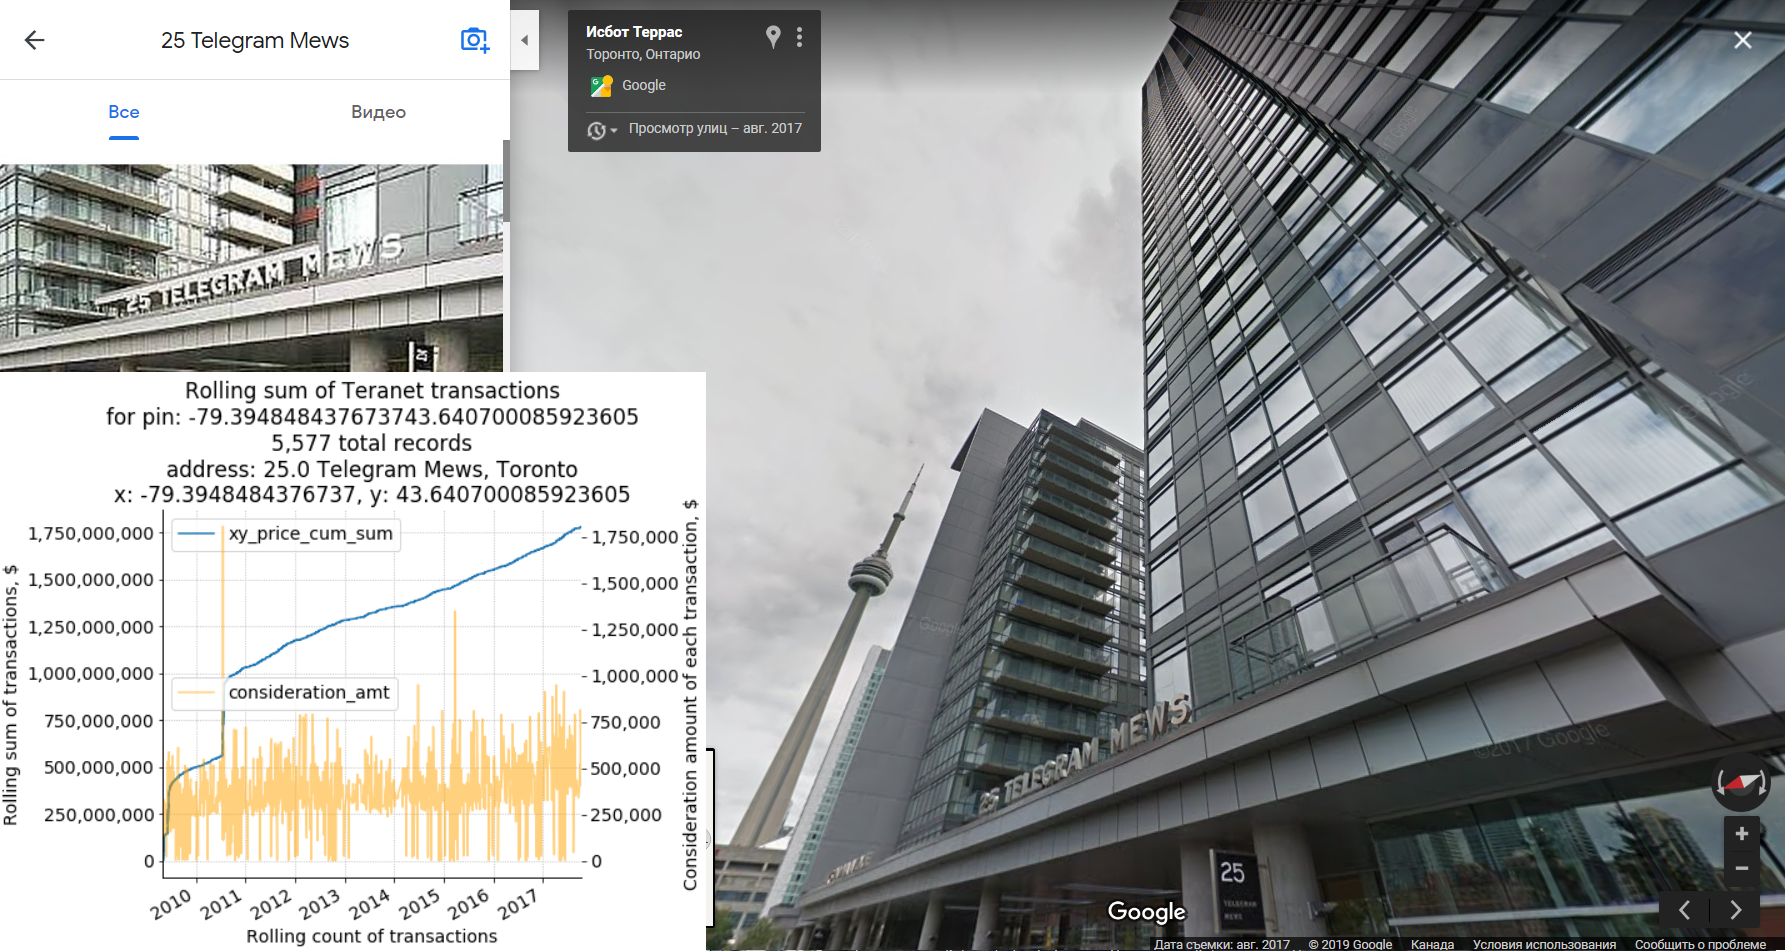 25 Telegram Mews
Все
Видео
25 TELEGRAM MEWS
25
Исбот Террас
Торонто, Онтарио
Google
Просмотр улиц – авг. 2017
Rolling sum of Teranet transactions
for pin: -79.394848437673743.640700085923605
5,577 total records
address: 25.0 Telegram Mews, Toronto
x: -79.3948484376737, y: 43.640700085923605
Rolling sum of transactions, $
1,750,000,000
1,500,000,000
1,250,000,000
1,000,000,000
750,000,000
500,000,000
250,000,000
0
xy_price_cum_sum
consideration_amt
1,750,000
1,500,000
1,250,000
1,000,000
750,000
500,000
250,000
0
Consideration amount of each transaction, $
2010
2011
2012
2013
2014
2015
2016
2017
Rolling count of transactions
25 TELEGRAM MEWS
25
TELEGRAM
MEWS
Google
©2017 Google
Google
Google
Google
+
−
Дата съемки: авг. 2017
© 2019 Google
Канада
Условия использования
Сообщить о проблеме